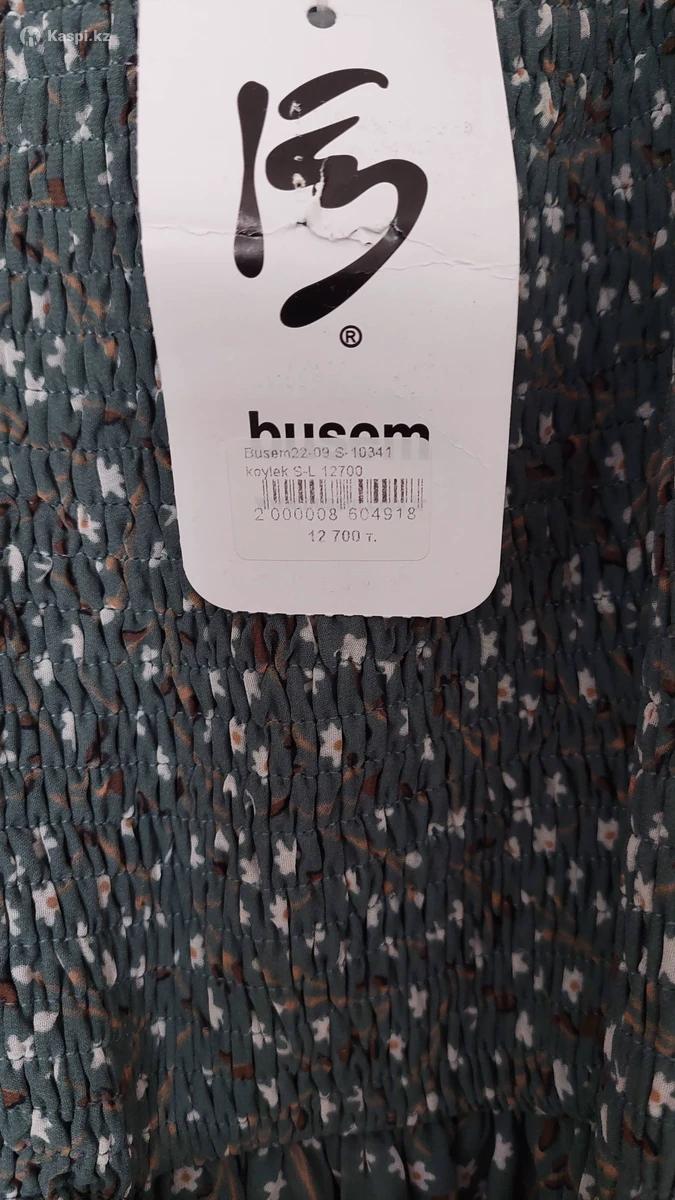 Kaspi.kz
®
busem
Busem22-09 S-10341
koylek S-L 12700
2 000008 604918
12 700 т.